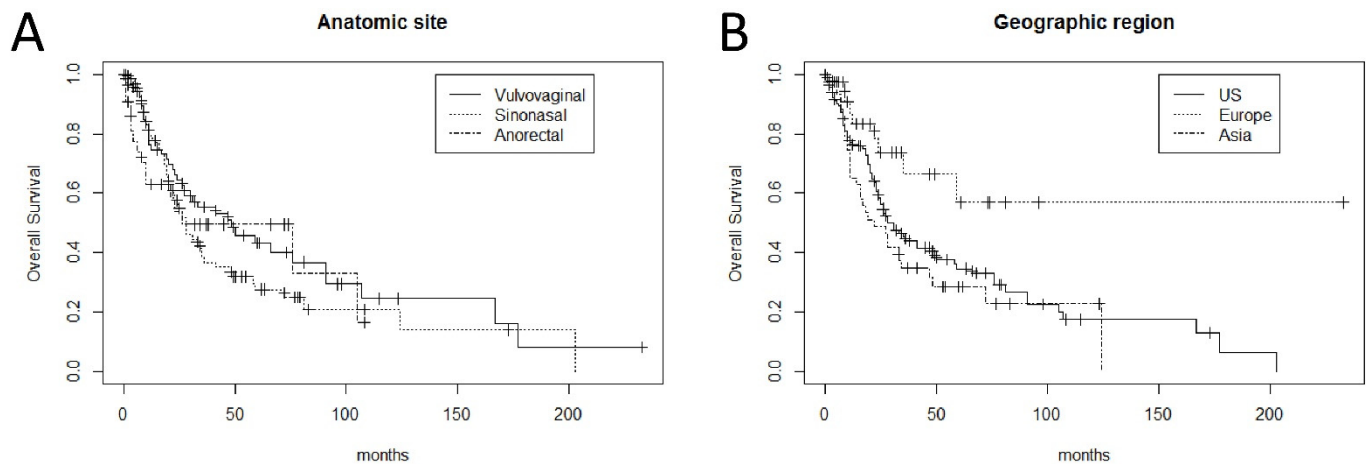 A
Anatomic site
Overall Survival
1.0
0.8
0.6
0.4
0.2
0.0
Vulvovaginal
Sinonasal
Anorectal
0 50 100 150 200
months
B
Geographic region
Overall Survival
1.0
0.8
0.6
0.4
0.2
0.0
US
Europe
Asia
0 50 100 150 200
months